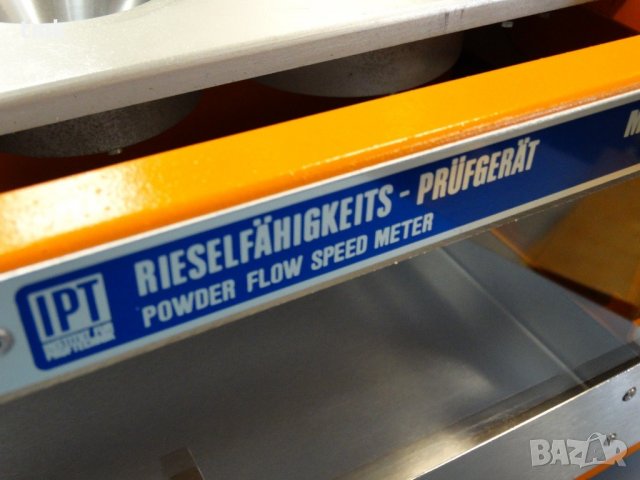 RIESELFÄHIGKEITS - PRÜFGERÄT
POWDER FLOW SPEED METER
IPT
M
BAZAR